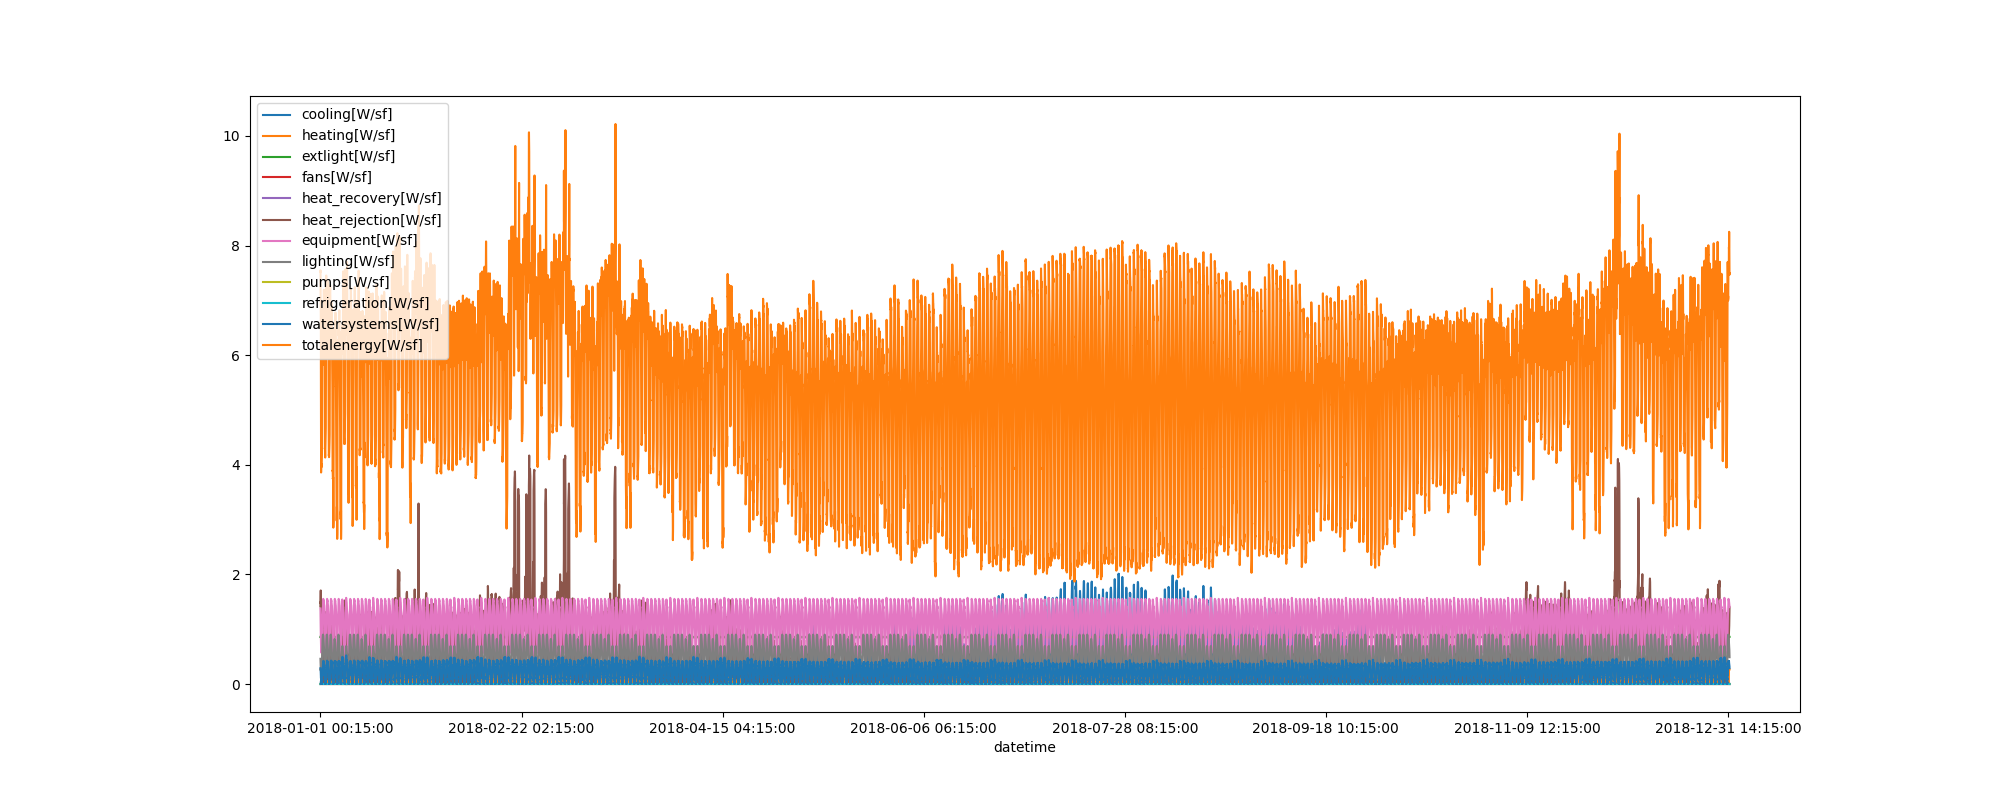 cooling[W/sf]
heating[W/sf]
extlight[W/sf]
fans[W/sf]
heat_recovery[W/sf]
heat_rejection[W/sf]
equipment[W/sf]
lighting[W/sf]
pumps[W/sf]
refrigeration[W/sf]
watersystems[W/sf]
totalenergy[W/sf]
10
8
6
4
2
0
2018-01-01 00:15:00 2018-02-22 02:15:00 2018-04-15 04:15:00 2018-06-06 06:15:00 2018-07-28 08:15:00 2018-09-18 10:15:00 2018-11-09 12:15:00 2018-12-31 14:15:00
datetime